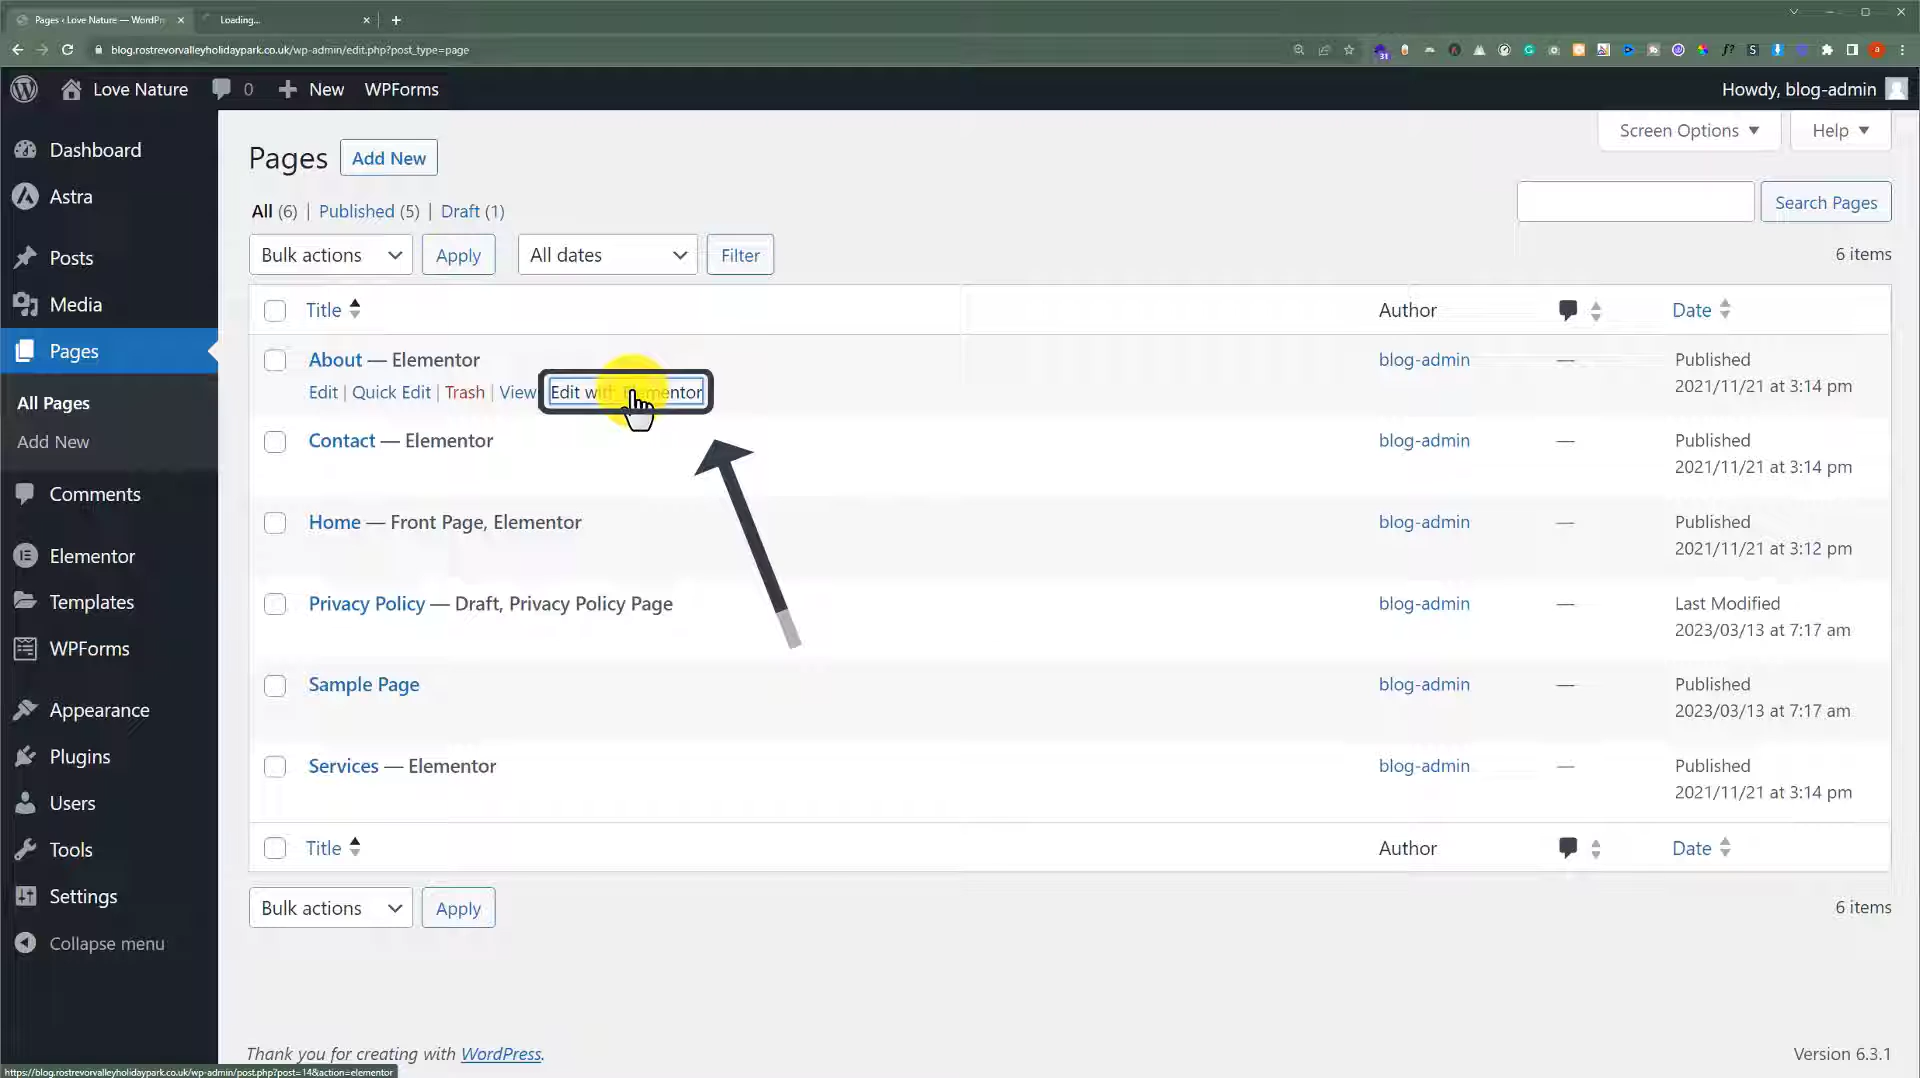 Pages ‹ Love Nature — WordPr
Loading...
blog.rostrevorvalleyholidaypark.co.uk/wp-admin/edit.php?post_type=page
31
f?
S
a
Love Nature
0
New
WPForms
Howdy, blog-admin
Dashboard
Astra
Posts
Media
Pages
All Pages
Add New
Comments
Elementor
Templates
WPForms
Appearance
Plugins
Users
Tools
Settings
Collapse menu
Screen Options
Help
Pages
Add New
All (6) | Published (5) | Draft (1)
Search Pages
Bulk actions
Apply
All dates
Filter
6 items
Title
Author
Date
About — Elementor
blog-admin
—
Published
2021/11/21 at 3:14 pm
Edit | Quick Edit | Trash | View
Edit with Elementor
Contact — Elementor
blog-admin
—
Published
2021/11/21 at 3:14 pm
Home — Front Page, Elementor
blog-admin
—
Published
2021/11/21 at 3:12 pm
Privacy Policy — Draft, Privacy Policy Page
blog-admin
—
Last Modified
2023/03/13 at 7:17 am
Sample Page
blog-admin
—
Published
2023/03/13 at 7:17 am
Services — Elementor
blog-admin
—
Published
2021/11/21 at 3:14 pm
Title
Author
Date
Bulk actions
Apply
6 items
Thank you for creating with WordPress.
Version 6.3.1
https://blog.rostrevorvalleyholidaypark.co.uk/wp-admin/post.php?post=14&action=elementor